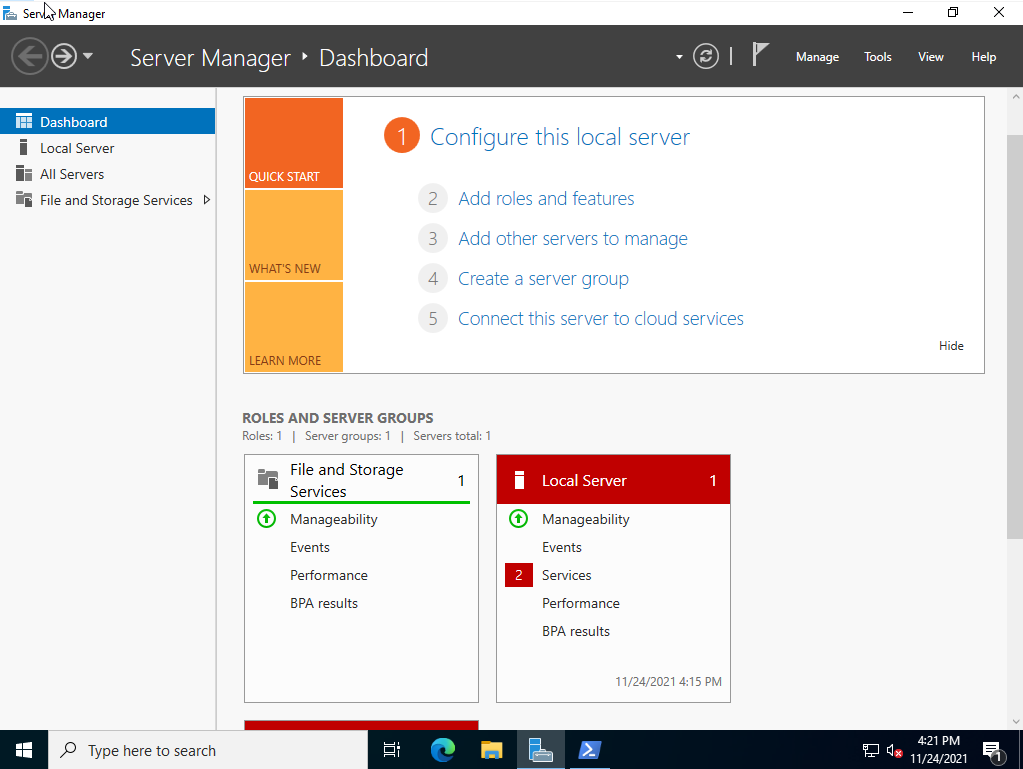 Server Manager
Server Manager ‣ Dashboard
Manage
Tools
View
Help
Dashboard
Local Server
All Servers
File and Storage Services
QUICK START
WHAT'S NEW
LEARN MORE
1 Configure this local server
2 Add roles and features
3 Add other servers to manage
4 Create a server group
5 Connect this server to cloud services
Hide
ROLES AND SERVER GROUPS
Roles: 1 | Server groups: 1 | Servers total: 1
File and Storage
Services
1
Manageability
Events
Performance
BPA results
Local Server 1
Manageability
Events
2 Services
Performance
BPA results
11/24/2021 4:15 PM
Type here to search
4:21 PM
11/24/2021
1